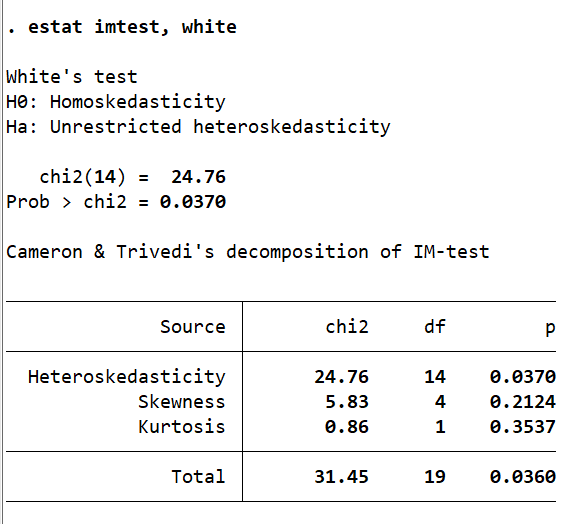 . estat imtest, white
White's test
H0: Homoskedasticity
Ha: Unrestricted heteroskedasticity
chi2(14) = 24.76
Prob > chi2 = 0.0370
Cameron & Trivedi's decomposition of IM-test
Source chi2 df p
Heteroskedasticity 24.76 14 0.0370
Skewness 5.83 4 0.2124
Kurtosis 0.86 1 0.3537
Total 31.45 19 0.0360